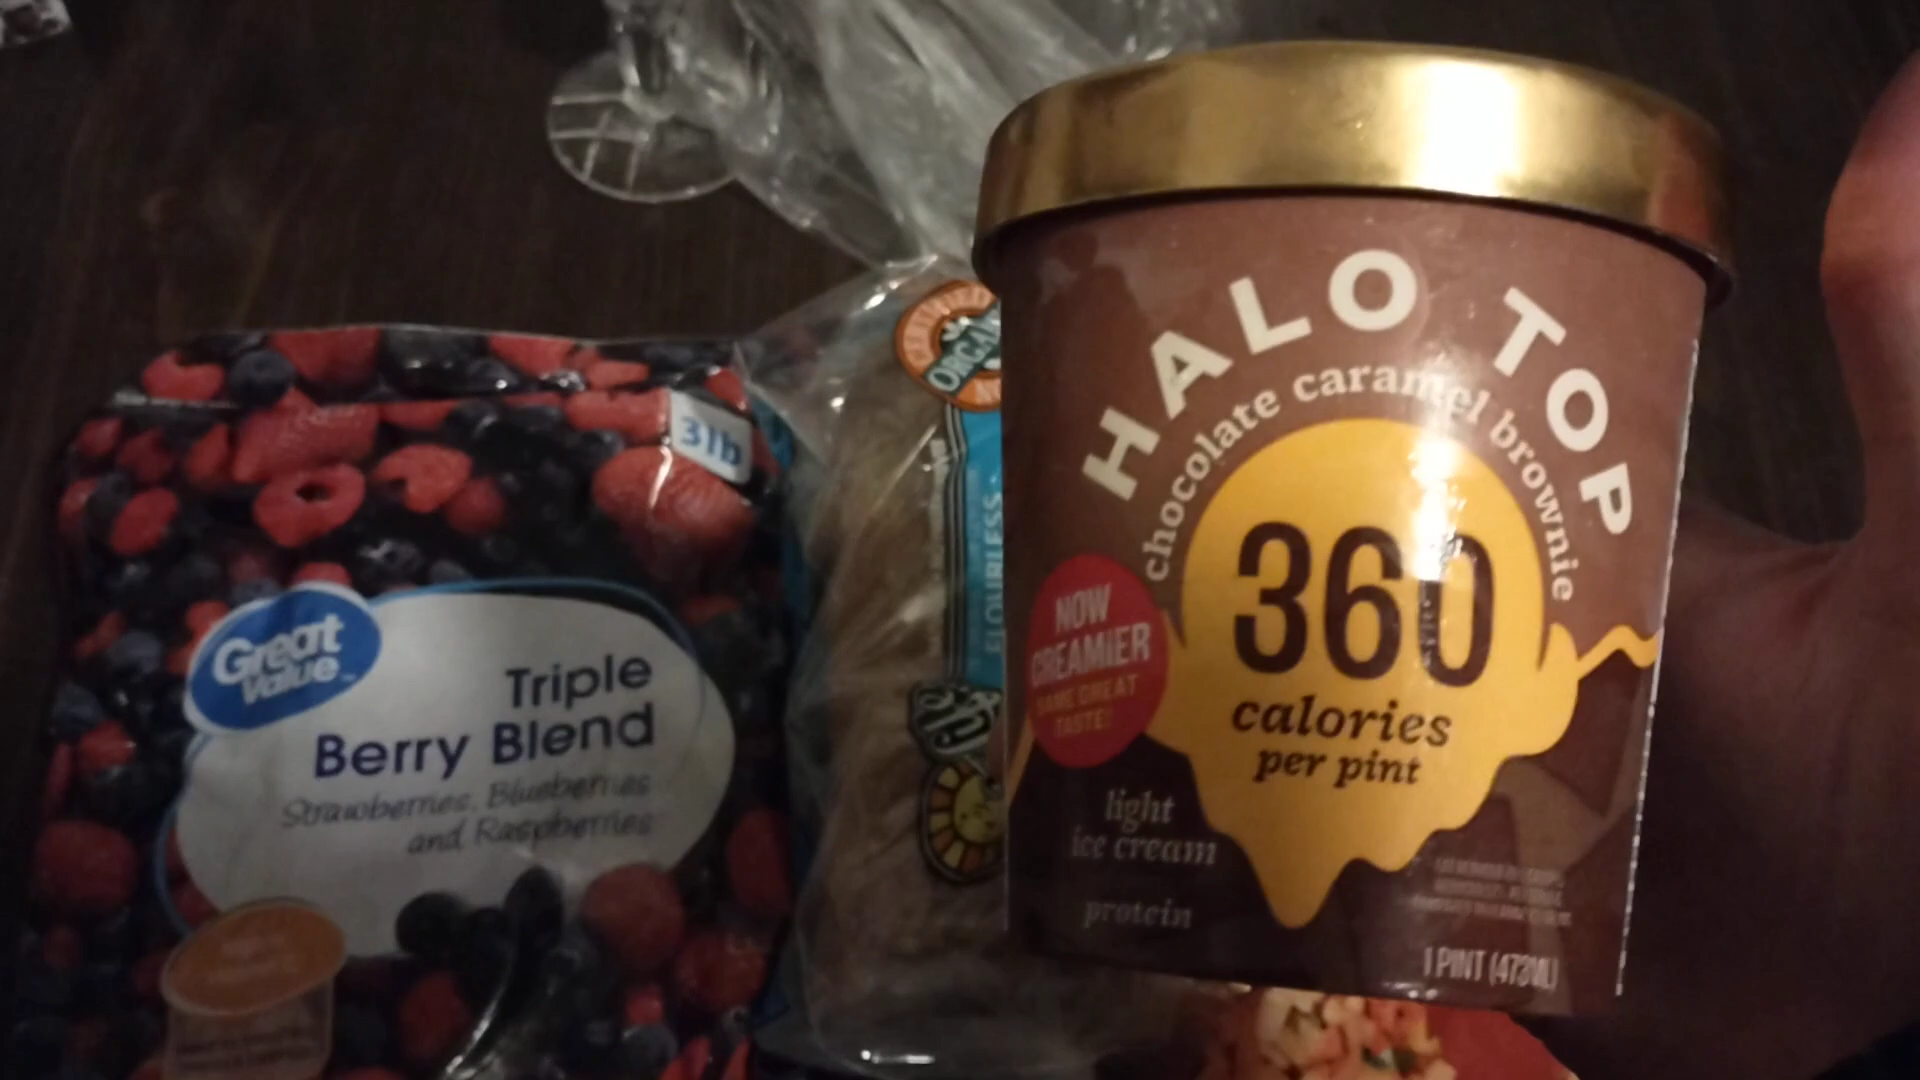 3lb
Great
Value
Triple
Berry Blend
Strawberries, Blueberries
and Raspberries
FLOURLESS
HALO TOP
chocolate caramel brownie
360
calories
per pint
NOW
CREAMIER
SAME GREAT
TASTE!
light
ice cream
protein
1 PINT (473ML)